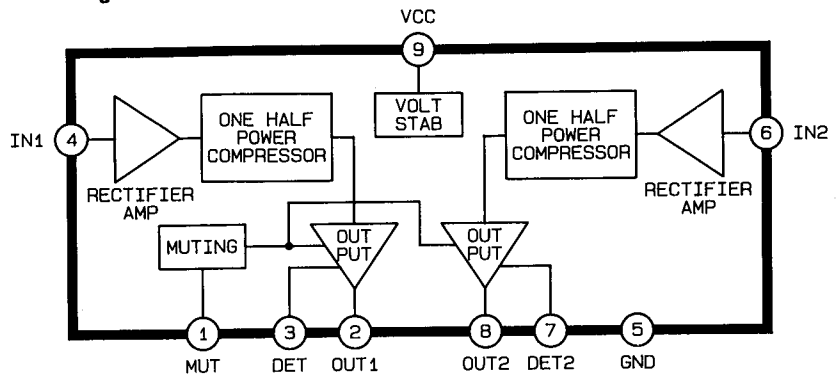 VCC
9
VOLT
STAB
IN1
4
RECTIFIER
AMP
ONE HALF
POWER
COMPRESSOR
ONE HALF
POWER
COMPRESSOR
RECTIFIER
AMP
6
IN2
MUTING
OUT
PUT
OUT
PUT
1
3
2
8
7
5
MUT
DET
OUT1
OUT2
DET2
GND